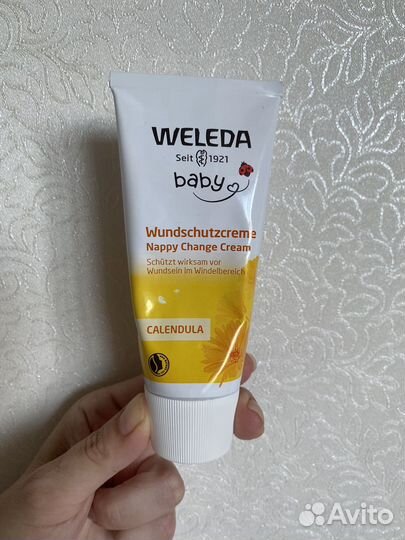 WELEDA
Seit 1921
baby
Wundschutzcreme
Nappy Change Cream
Schützt wirksam vor
Wundsein im Windelbereich
CALENDULA
Avito